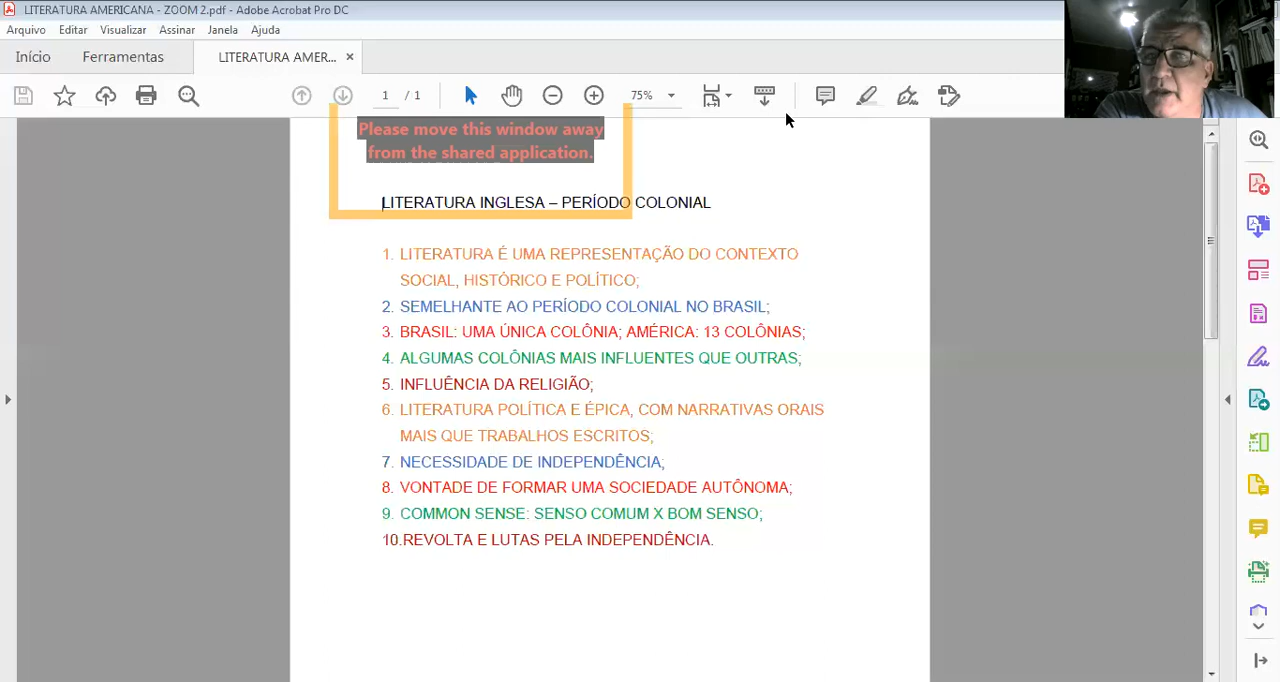 LITERATURA AMERICANA - ZOOM 2.pdf - Adobe Acrobat Pro DC
Arquivo Editar Visualizar Assinar Janela Ajuda
Início Ferramentas LITERATURA AMER... ×
1 / 1 75%
Please move this window away
from the shared application.
LITERATURA INGLESA – PERÍODO COLONIAL
1. LITERATURA É UMA REPRESENTAÇÃO DO CONTEXTO
SOCIAL, HISTÓRICO E POLÍTICO;
2. SEMELHANTE AO PERÍODO COLONIAL NO BRASIL;
3. BRASIL: UMA ÚNICA COLÔNIA; AMÉRICA: 13 COLÔNIAS;
4. ALGUMAS COLÔNIAS MAIS INFLUENTES QUE OUTRAS;
5. INFLUÊNCIA DA RELIGIÃO;
6. LITERATURA POLÍTICA E ÉPICA, COM NARRATIVAS ORAIS
MAIS QUE TRABALHOS ESCRITOS;
7. NECESSIDADE DE INDEPENDÊNCIA;
8. VONTADE DE FORMAR UMA SOCIEDADE AUTÔNOMA;
9. COMMON SENSE: SENSO COMUM X BOM SENSO;
10.REVOLTA E LUTAS PELA INDEPENDÊNCIA.